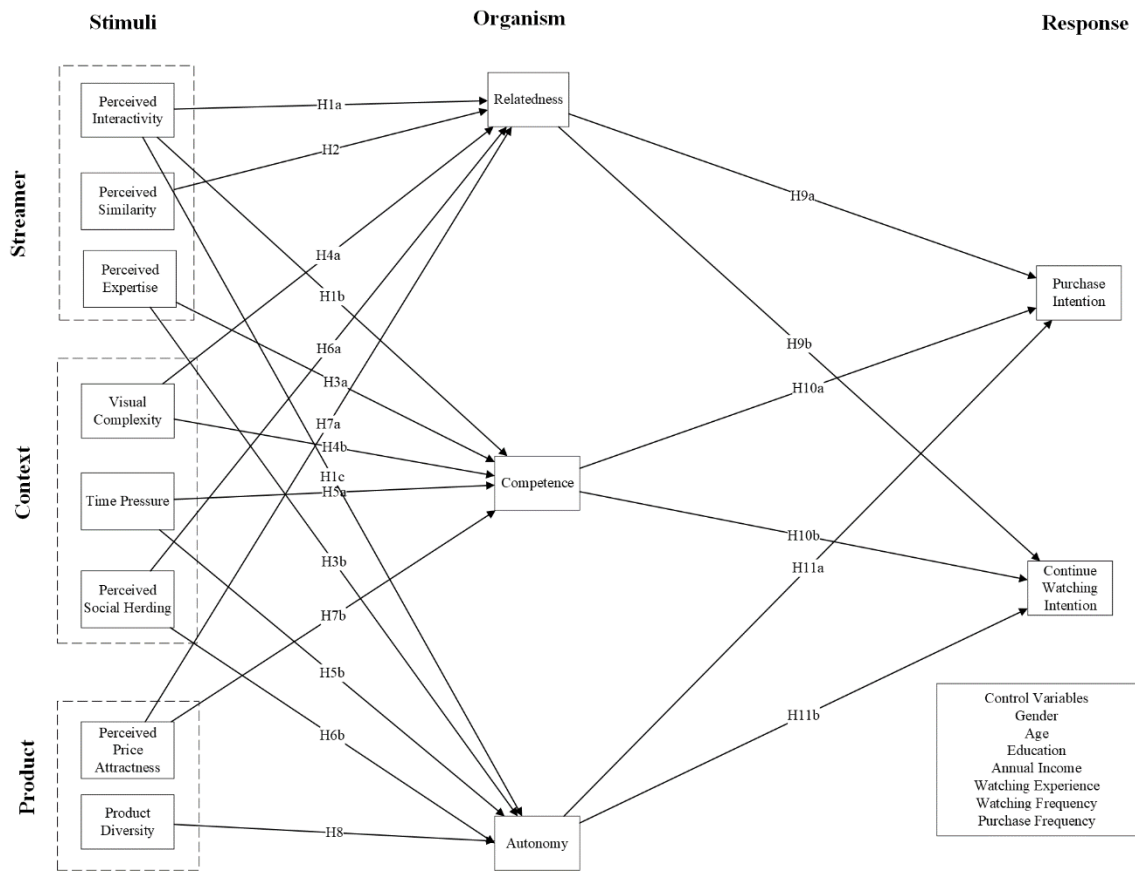 Stimuli
Organism
Response
Streamer
Perceived
Interactivity
Perceived
Similarity
Perceived
Expertise
Context
Visual
Complexity
Time Pressure
Perceived
Social Herding
Product
Perceived
Price
Attractness
Product
Diversity
H1a
H2
H4a
H1b
H6a
H3a
H7a
H4b
H1c
H5a
H3b
H7b
H5b
H6b
H8
Relatedness
Competence
Autonomy
H9a
H9b
H10a
H10b
H11a
H11b
Purchase
Intention
Continue
Watching
Intention
Control Variables
Gender
Age
Education
Annual Income
Watching Experience
Watching Frequency
Purchase Frequency